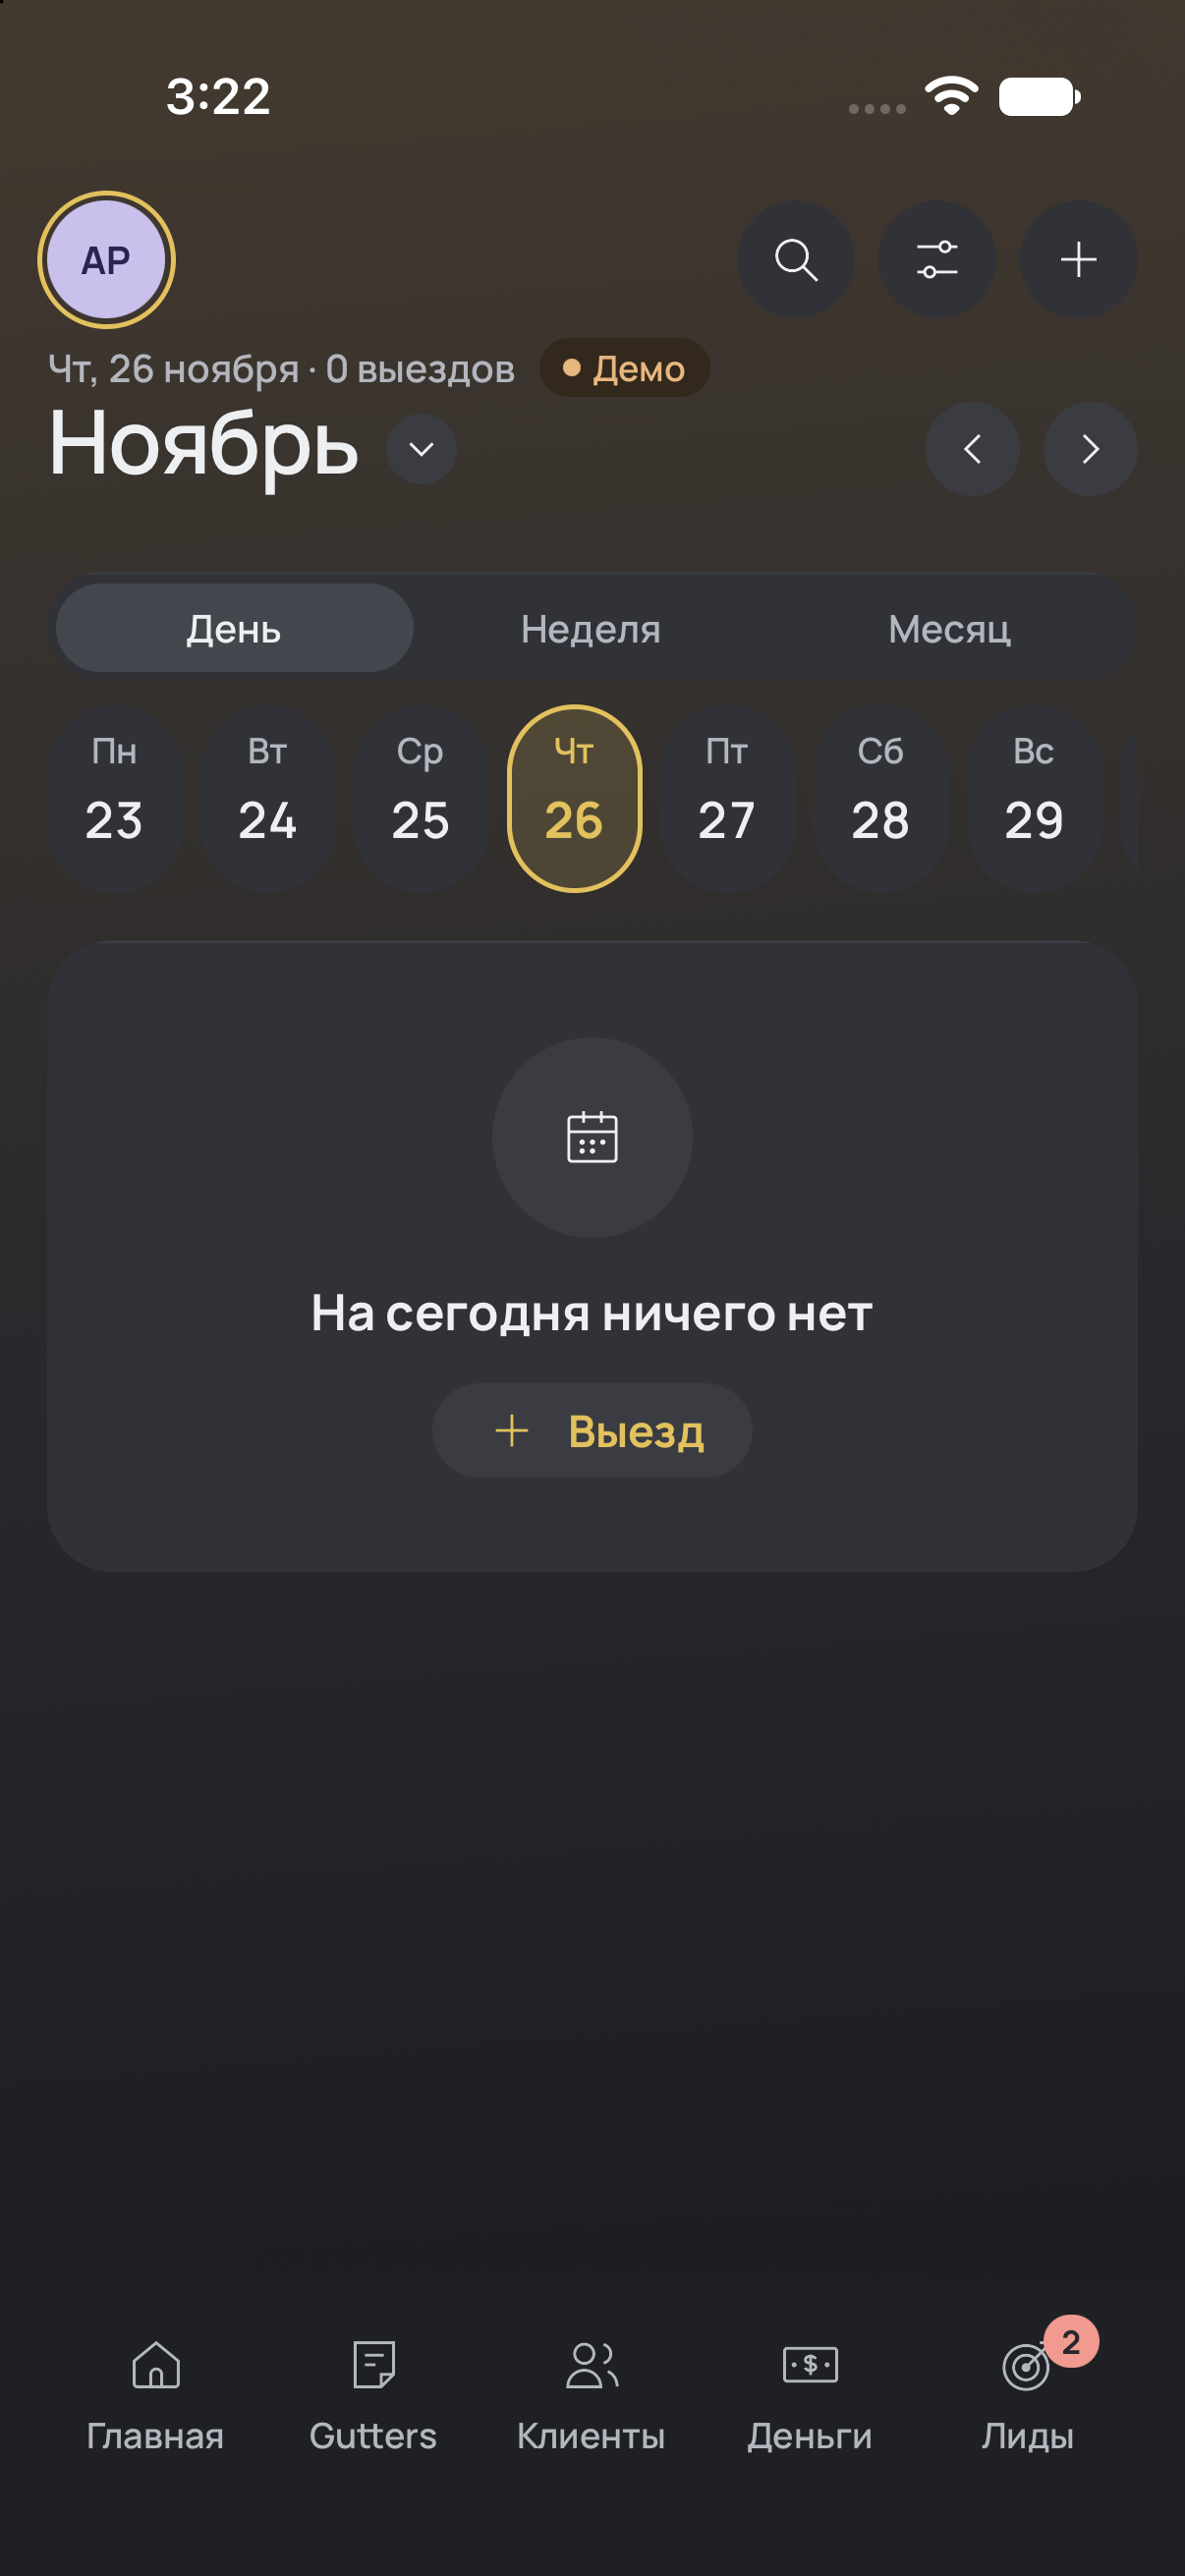 3:22
AP
Чт, 26 ноября · 0 выездов Демо
Ноябрь
День Неделя Месяц
Пн Вт Ср Чт Пт Сб Вс
23 24 25 26 27 28 29
На сегодня ничего нет
Выезд
2
Главная Gutters Клиенты Деньги Лиды